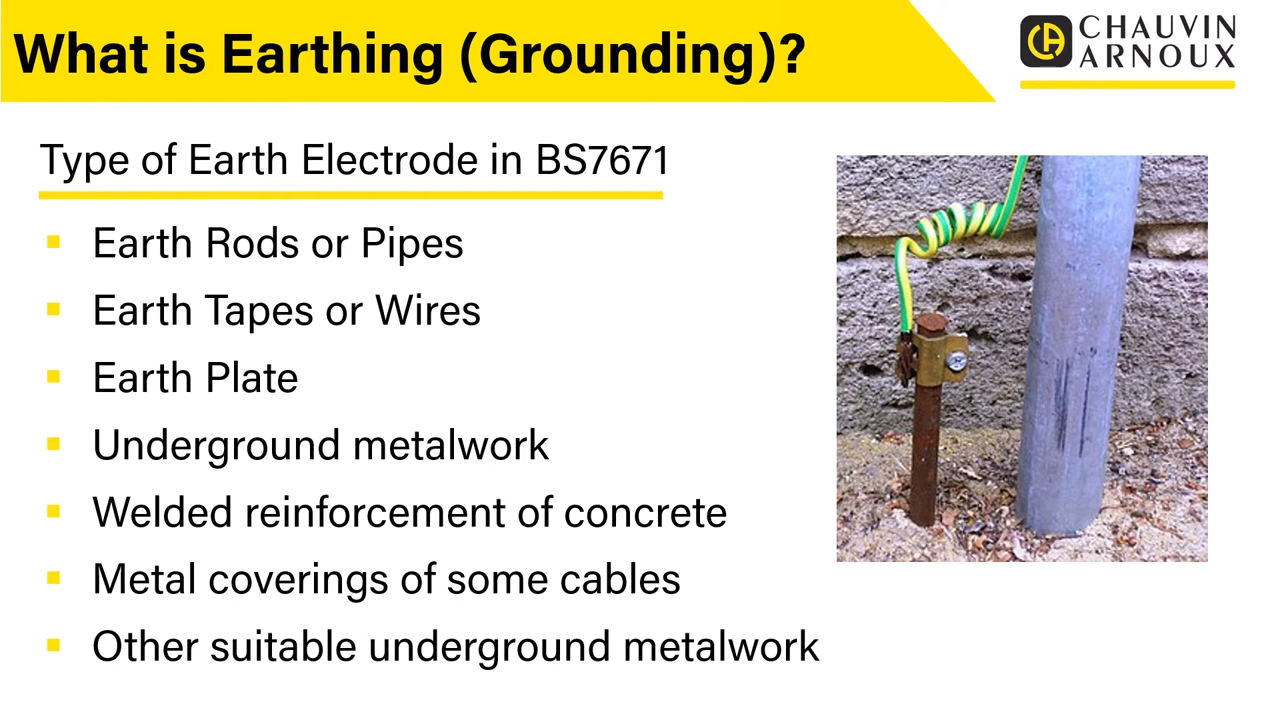 What is Earthing (Grounding)?
CHAUVIN
ARNOUX
Type of Earth Electrode in BS7671
Earth Rods or Pipes
Earth Tapes or Wires
Earth Plate
Underground metalwork
Welded reinforcement of concrete
Metal coverings of some cables
Other suitable underground metalwork